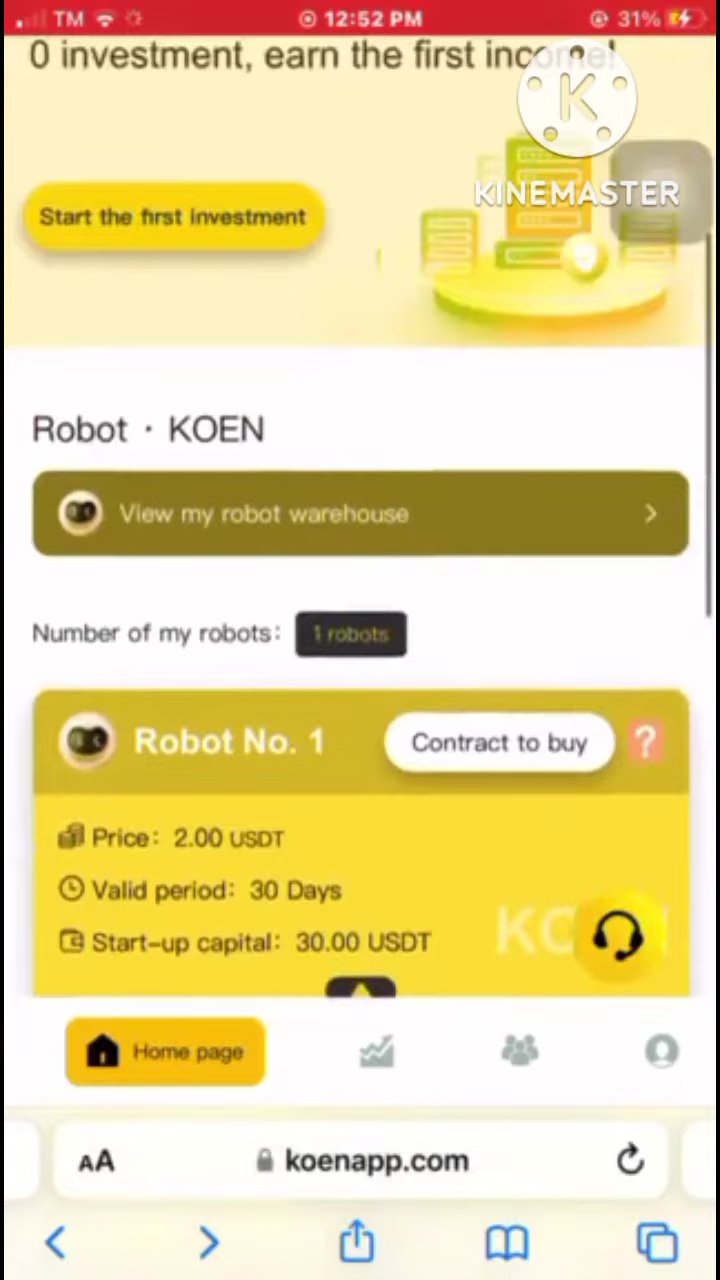 TM 12:52 PM 31%
0 investment, earn the first income!
K
KINEMASTER
Start the first investment
Robot · KOEN
View my robot warehouse
Number of my robots: 1 robots
Robot No. 1 Contract to buy ?
Price: 2.00 USDT
Valid period: 30 Days
Start-up capital: 30.00 USDT
Home page
AA koenapp.com